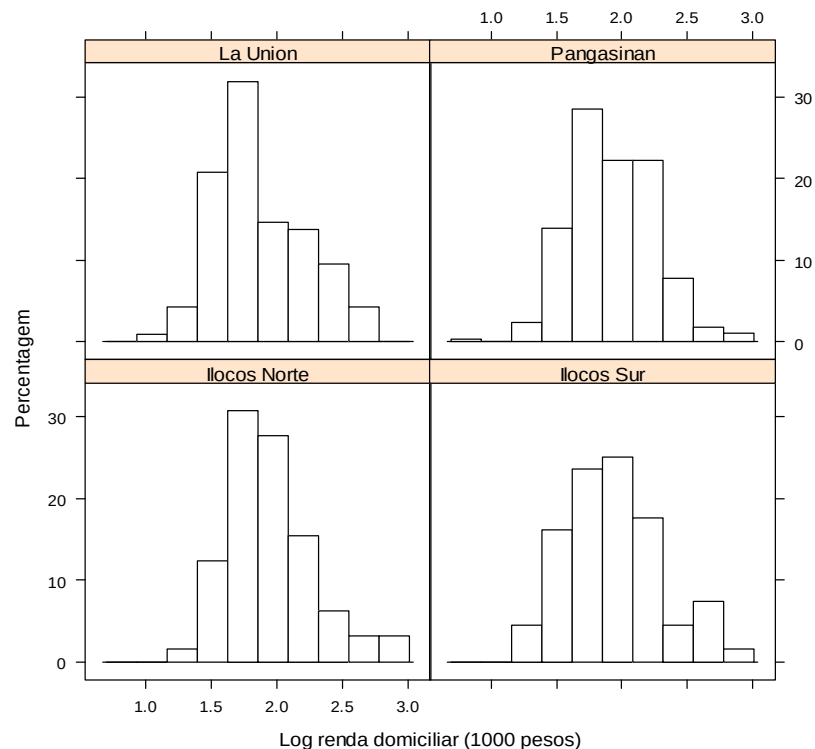 1.0 1.5 2.0 2.5 3.0
La Union Pangasinan
30
20
10
0
Ilocos Norte Ilocos Sur
30
20
10
0
1.0 1.5 2.0 2.5 3.0
Percentagem
Log renda domiciliar (1000 pesos)